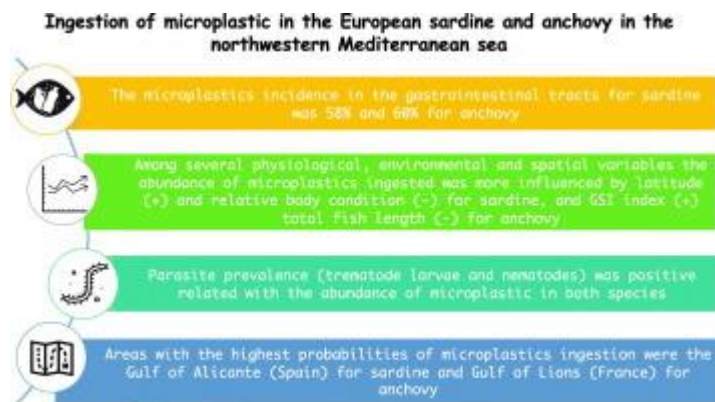 Ingestion of microplastic in the European sardine and anchovy in the
northwestern Mediterranean sea
The microplastics incidence in the gastrointestinal tracts for sardine
was 58% and 60% for anchovy
Among several physiological, environmental and spatial variables the
abundance of microplastics ingested was more influenced by latitude
(+) and relative body condition (-) for sardine, and GSI index (+)
total fish length (-) for anchovy
Parasite prevalence (trematode larvae and nematodes) was positive
related with the abundance of microplastic in both species
Areas with the highest probabilities of microplastics ingestion were the
Gulf of Alicante (Spain) for sardine and Gulf of Lions (France) for
anchovy